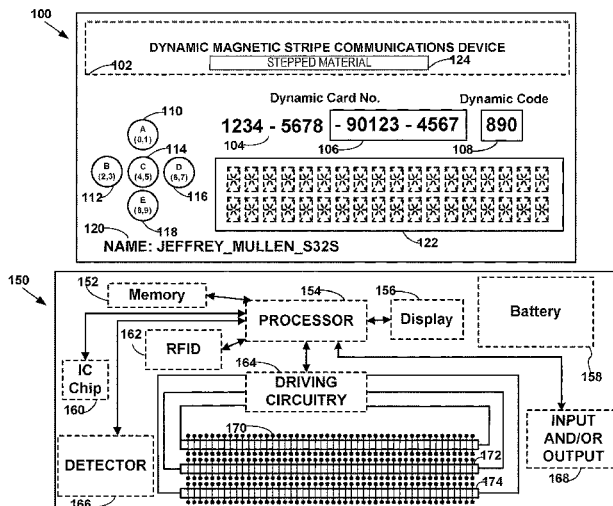 100
DYNAMIC MAGNETIC STRIPE COMMUNICATIONS DEVICE
102
STEPPED MATERIAL
124
110
Dynamic Card No.
Dynamic Code
A
(0,1)
114
1234 - 5678 - 90123 - 4567
890
104
106
108
B
(2,3)
C
(4,5)
D
(6,7)
112
116
E
(8,9)
118
120
NAME: JEFFREY_MULLEN_S32S
122
150
152
Memory
154
PROCESSOR
156
Display
Battery
158
162
RFID
164
DRIVING
CIRCUITRY
IC
Chip
160
170
172
174
DETECTOR
166
INPUT
AND/OR
OUTPUT
168